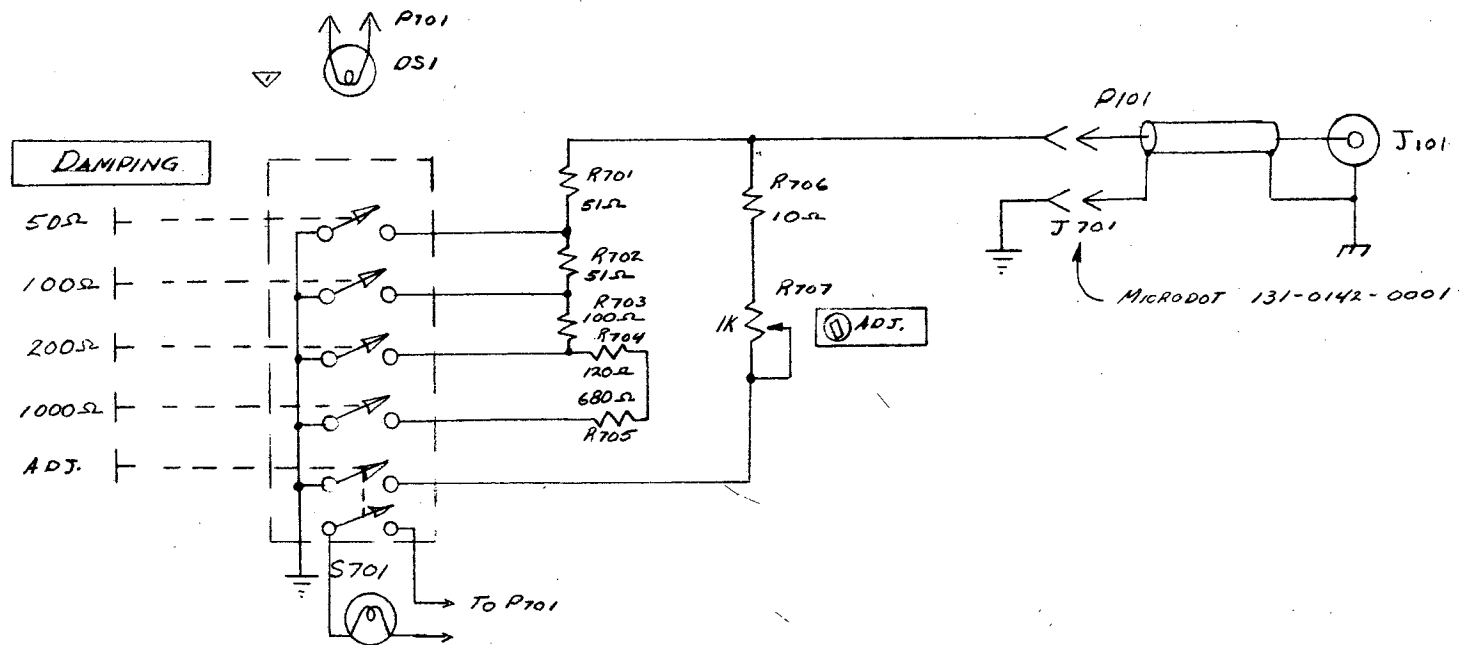 P701
DS1
1
DAMPING
P101
J101
50Ω
R701
51Ω
R706
10Ω
J701
100Ω
R702
51Ω
MICRODOT 131-0142-0001
R703
100Ω
R707
1K
ADJ.
200Ω
R704
120Ω
1000Ω
680Ω
R705
ADJ.
S701
TO P701